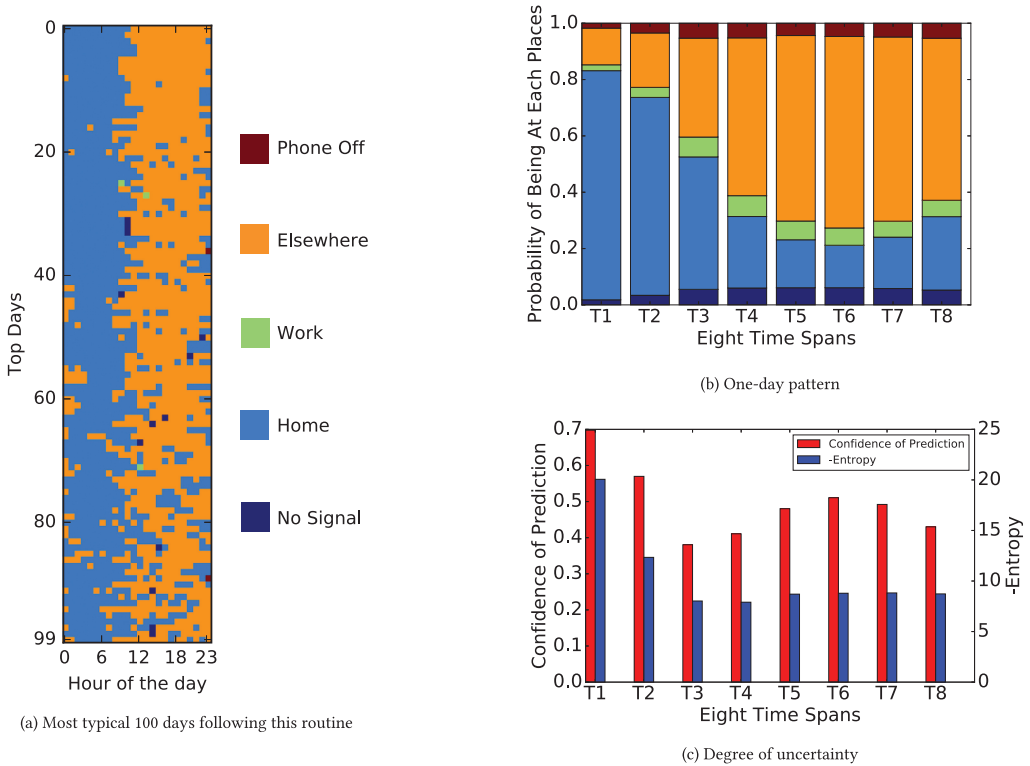 0
20
40
60
80
99
Top Days
0 6 12 18 23
Hour of the day
Phone Off
Elsewhere
Work
Home
No Signal
(a) Most typical 100 days following this routine
1.0
0.8
0.6
0.4
0.2
0.0
Probability of Being At Each Places
T1 T2 T3 T4 T5 T6 T7 T8
Eight Time Spans
(b) One-day pattern
0.7
0.6
0.5
0.4
0.3
0.2
0.1
0.0
Confidence of Prediction
Confidence of Prediction
-Entropy
25
20
15
10
5
0
-Entropy
T1 T2 T3 T4 T5 T6 T7 T8
Eight Time Spans
(c) Degree of uncertainty